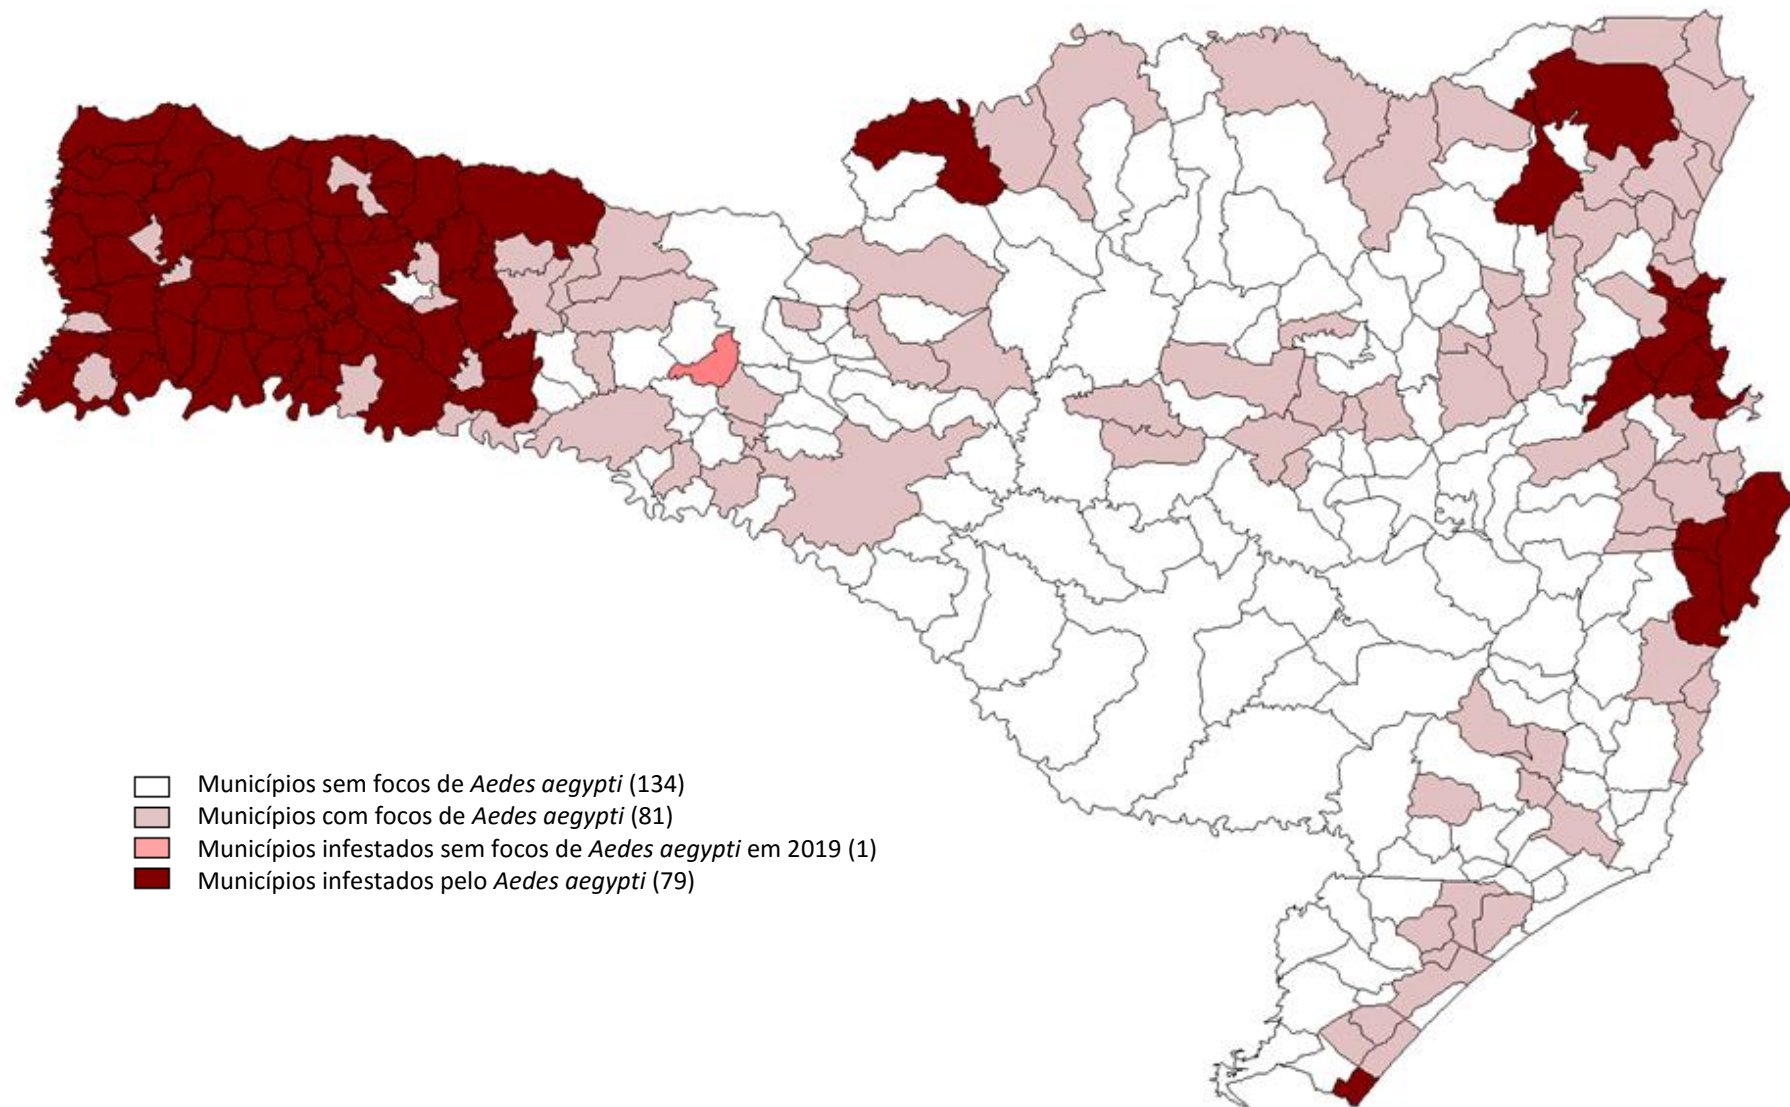 Municípios sem focos de Aedes aegypti (134)
Municípios com focos de Aedes aegypti (81)
Municípios infestados sem focos de Aedes aegypti em 2019 (1)
Municípios infestados pelo Aedes aegypti (79)